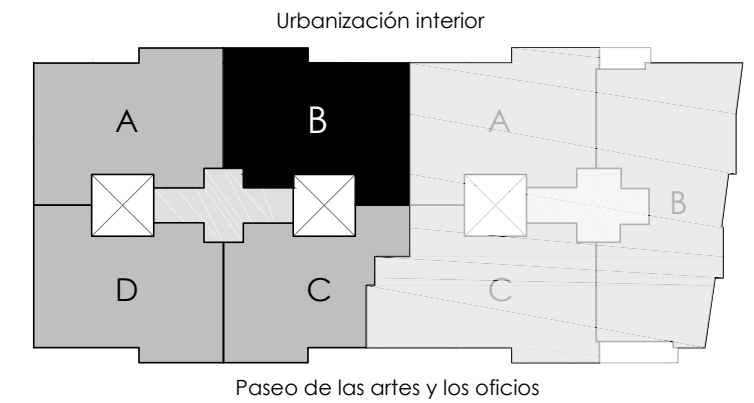 Urbanización interior
A
B
A
B
D
C
C
Paseo de las artes y los oficios